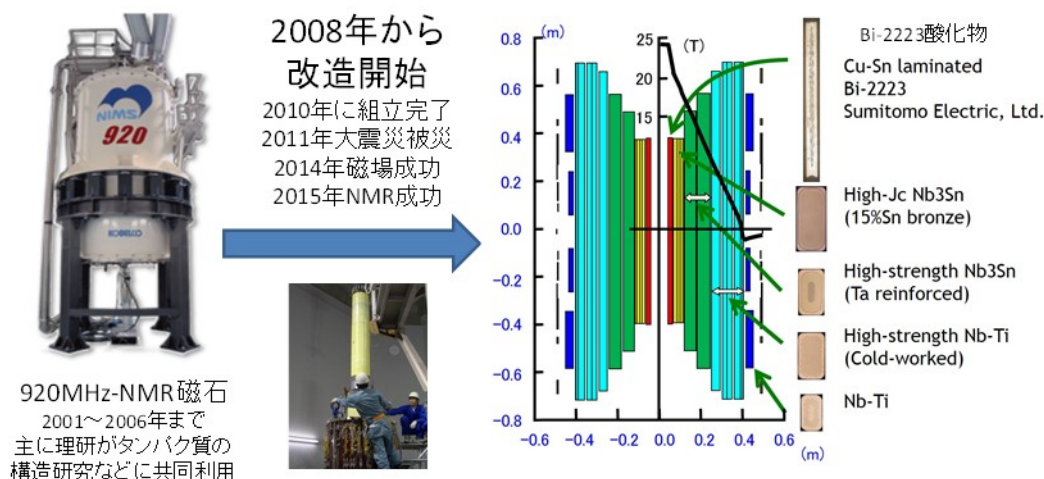 NIMS
920
KOBELCO
920MHz-NMR磁石
2001～2006年まで
主に理研がタンパク質の
構造研究などに共同利用
2008年から
改造開始
2010年に組立完了
2011年大震災被災
2014年磁場成功
2015年NMR成功
(m)
0.8
0.6
0.4
0.2
0.0
-0.2
-0.4
-0.6
-0.8
-0.6 -0.4 -0.2 0.0 0.2 0.4 0.6
(m)
(T)
25
20
15
Bi-2223酸化物
Cu-Sn laminated
Bi-2223
Sumitomo Electric, Ltd.
High-Jc Nb3Sn
(15%Sn bronze)
High-strength Nb3Sn
(Ta reinforced)
High-strength Nb-Ti
(Cold-worked)
Nb-Ti